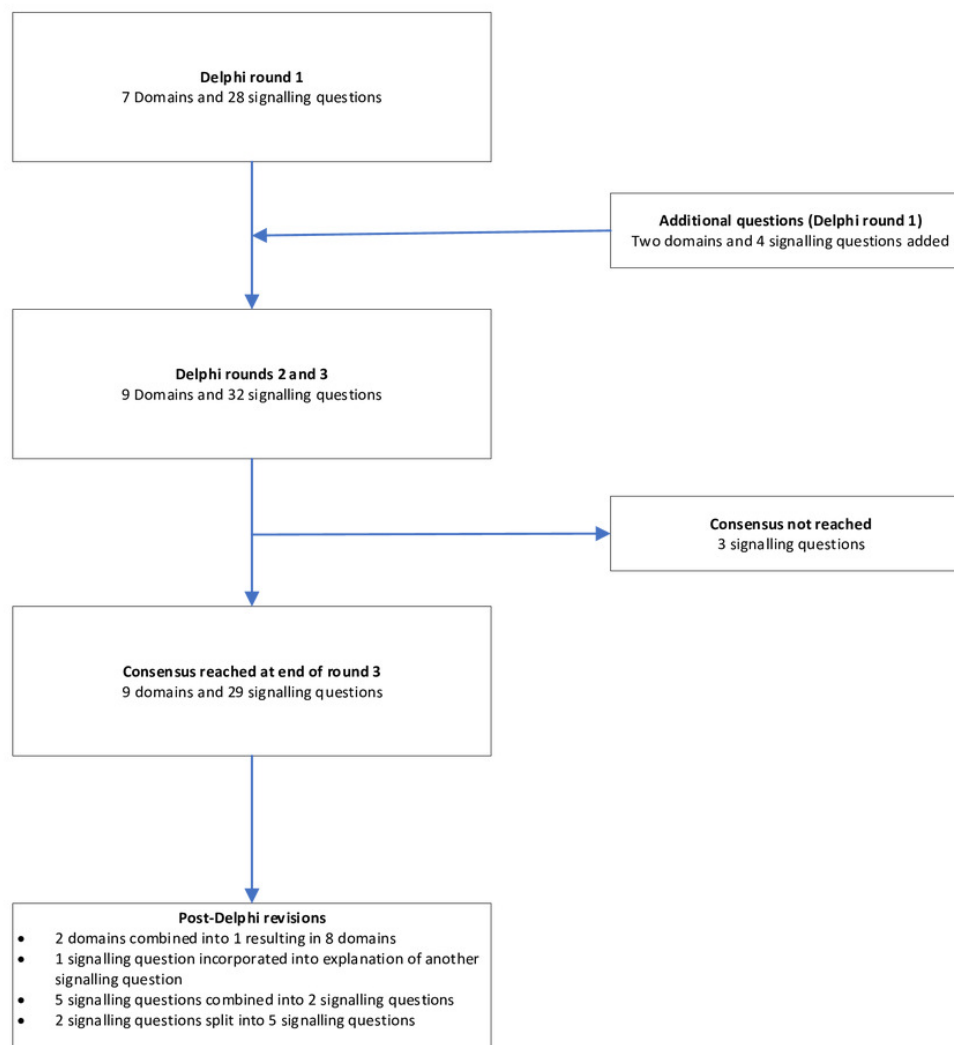 Delphi round 1
7 Domains and 28 signalling questions
Additional questions (Delphi round 1)
Two domains and 4 signalling questions added
Delphi rounds 2 and 3
9 Domains and 32 signalling questions
Consensus not reached
3 signalling questions
Consensus reached at end of round 3
9 domains and 29 signalling questions
Post-Delphi revisions
• 2 domains combined into 1 resulting in 8 domains
• 1 signalling question incorporated into explanation of another
signalling question
• 5 signalling questions combined into 2 signalling questions
• 2 signalling questions split into 5 signalling questions